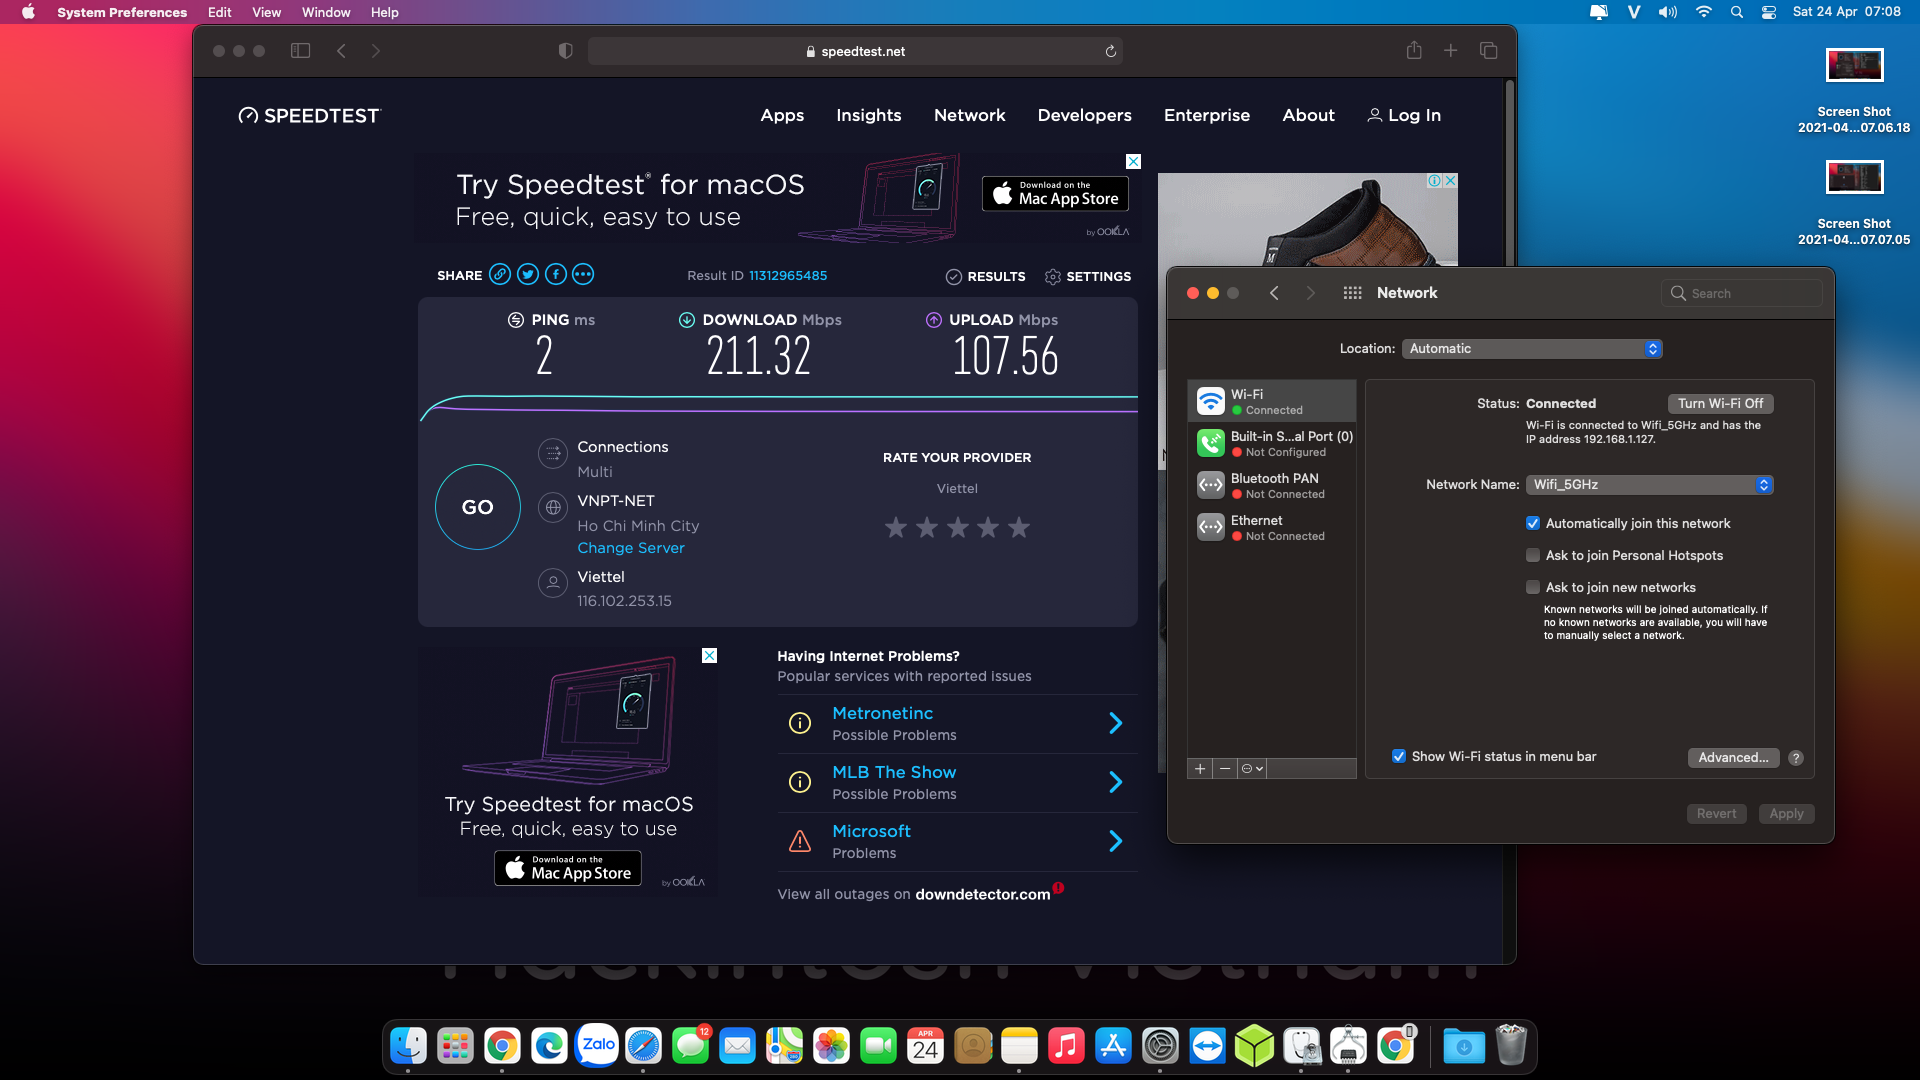 System Preferences Edit View Window Help
V Sat 24 Apr 07:08
speedtest.net
SPEEDTEST
Apps Insights Network Developers Enterprise About Log In
Try Speedtest® for macOS
Free, quick, easy to use
Download on the
Mac App Store
by OOKLA
SHARE
Result ID 11312965485
RESULTS SETTINGS
PING ms DOWNLOAD Mbps UPLOAD Mbps
2 211.32 107.56
GO
Connections
Multi
VNPT-NET
Ho Chi Minh City
Change Server
Viettel
116.102.253.15
RATE YOUR PROVIDER
Viettel
Try Speedtest for macOS
Free, quick, easy to use
Download on the
Mac App Store
by OOKLA
Having Internet Problems?
Popular services with reported issues
Metronetinc
Possible Problems
MLB The Show
Possible Problems
Microsoft
Problems
View all outages on downdetector.com
M
Network
Search
Location: Automatic
Wi-Fi
Connected
Built-in S...al Port (0)
Not Configured
Bluetooth PAN
Not Connected
Ethernet
Not Connected
Status: Connected
Turn Wi-Fi Off
Wi-Fi is connected to Wifi_5GHz and has the
IP address 192.168.1.127.
Network Name: Wifi_5GHz
Automatically join this network
Ask to join Personal Hotspots
Ask to join new networks
Known networks will be joined automatically. If
no known networks are available, you will have
to manually select a network.
Show Wi-Fi status in menu bar
Advanced...
?
Revert Apply
Screen Shot
2021-04...07.06.18
Screen Shot
2021-04...07.07.05
Hackintosh Vietnam
Zalo
12
APR
24